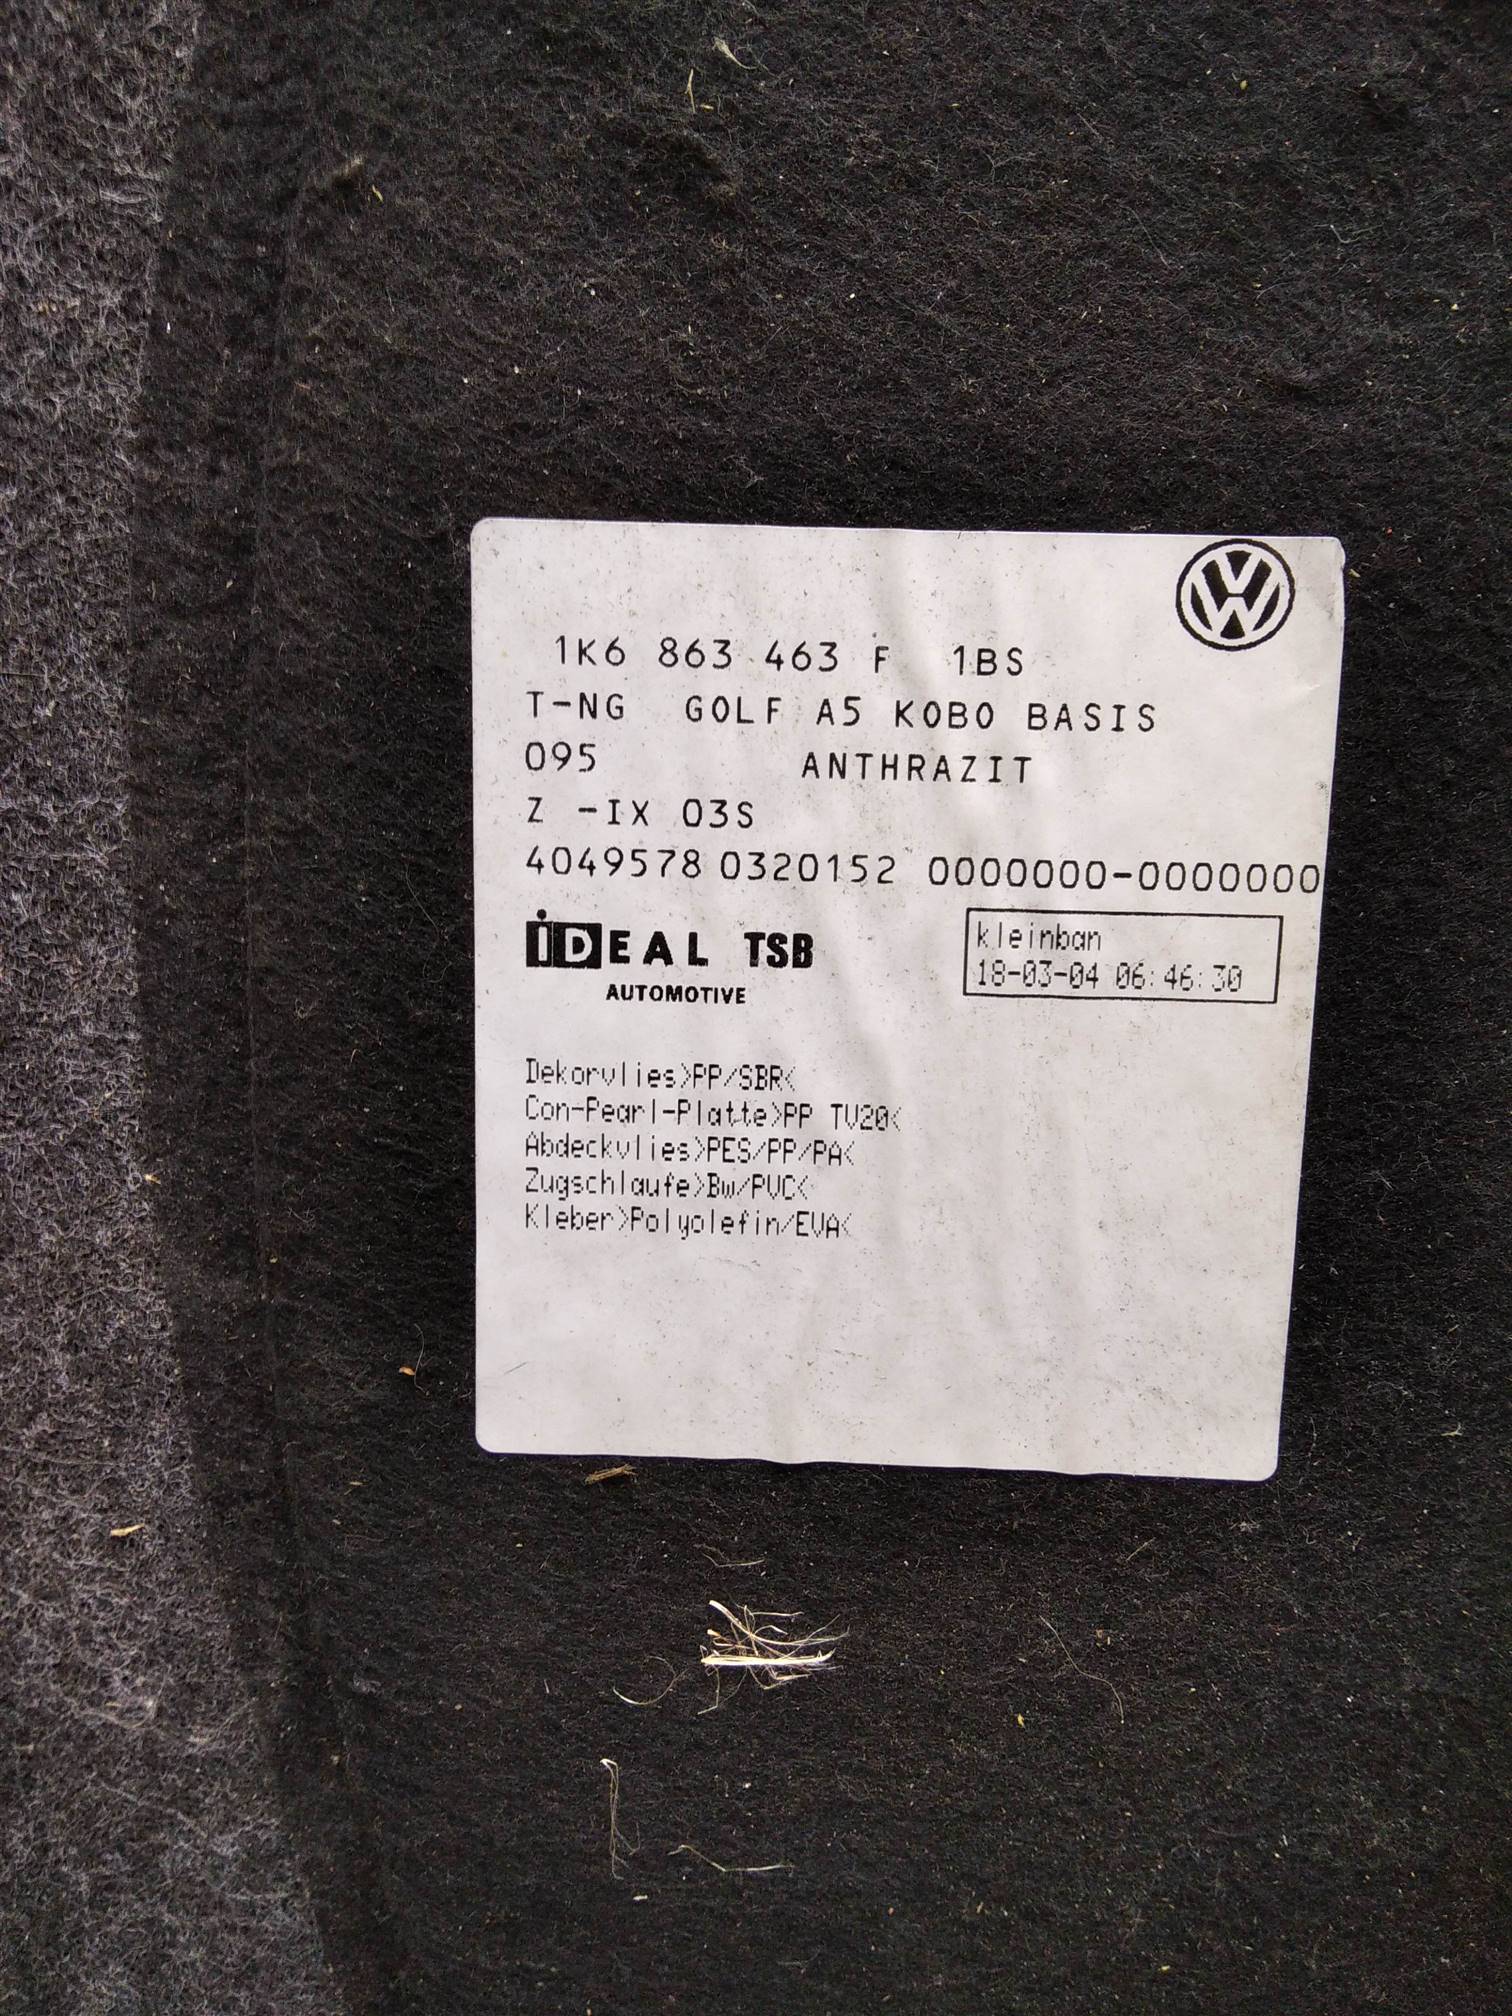 1K6 863 463 F 1BS
T-NG GOLF A5 KOBO BASIS
095 ANTHRAZIT
Z -IX 03S
4049578 0320152 0000000-0000000
iDEAL TSB
AUTOMOTIVE
kleinban
18-03-04 06:46:30
Dekorvlies>PP/SBR<
Con-Pearl-Platte>PP TV20<
Abdeckvlies>PES/PP/PA<
Zugschlaufe>Bw/PVC<
Kleber>Polyolefin/EVA<